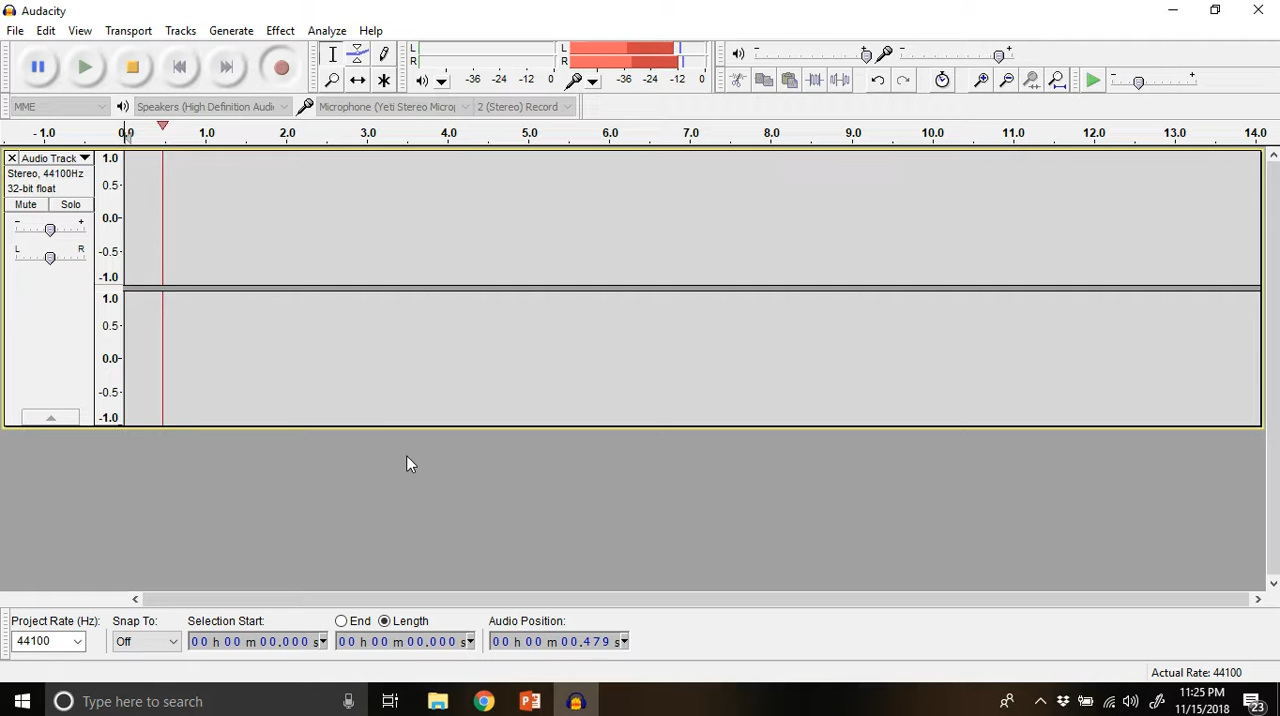 Audacity
File Edit View Transport Tracks Generate Effect Analyze Help
L R -36 -24 -12 0
L R -36 -24 -12 0
MME Speakers (High Definition Audi Microphone (Yeti Stereo Microp 2 (Stereo) Record
- 1.0 0.0 1.0 2.0 3.0 4.0 5.0 6.0 7.0 8.0 9.0 10.0 11.0 12.0 13.0 14.0
Audio Track
Stereo, 44100Hz
32-bit float
Mute Solo
- +
L R
1.0
0.5
0.0
-0.5
-1.0
1.0
0.5
0.0
-0.5
-1.0
Project Rate (Hz): Snap To: Selection Start: End Length Audio Position:
44100 Off 00 h 00 m 00.000 s 00 h 00 m 00.000 s 00 h 00 m 00.479 s
Actual Rate: 44100
Type here to search
11:25 PM
11/15/2018
23